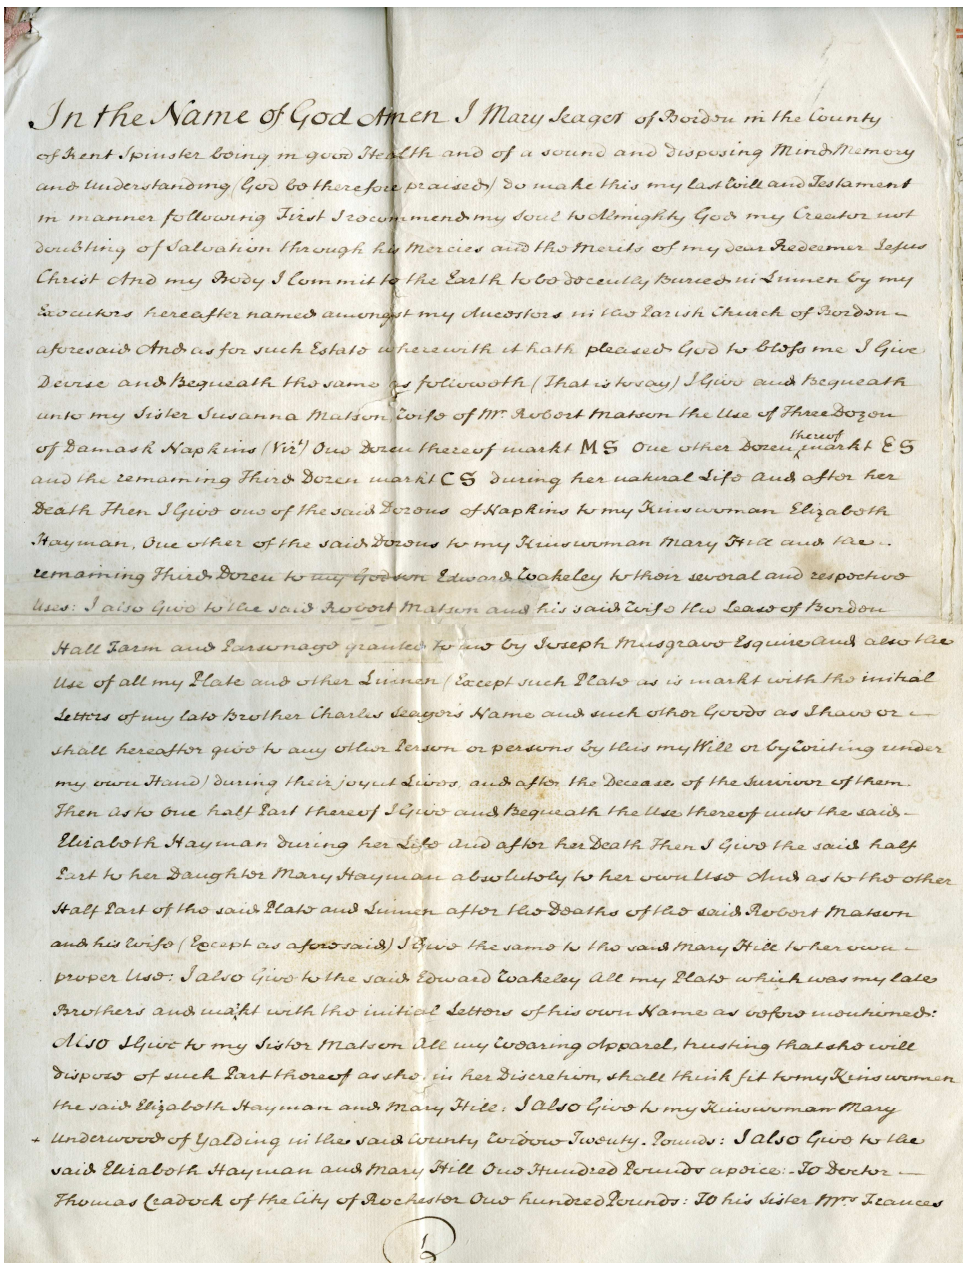 In the Name of God Amen I Mary Seager of Borden in the County
of Kent Spinster being in good Health and of a sound and disposing Mind Memory
and Understanding (God be therefore praised) do make this my last Will and Testament
in manner following First I recommend my Soul to Almighty God my Creator not
doubting of Salvation through his Mercies and the Merits of my dear Redeemer Jesus
Christ And my Body I Commit to the Earth to be decently Buried in Linnen by my
Executors hereafter named amongst my Ancestors in the Parish Church of Borden
aforesaid And as for such Estate wherewith it hath pleased God to bless me I Give
Devise and Bequeath the same as followeth (That is to say) I Give and Bequeath
unto my Sister Susanna Matson Wife of Mr. Robert Matson the Use of Three Dozen
of Damask Napkins (Vizt) One Dozen thereof markt MS One other Dozen thereof markt ES
and the remaining Third Dozen markt CS during her natural Life And after her
Death Then I Give one of the said Dozens of Napkins to my Kinswoman Elizabeth
Hayman, One other of the said Dozens to my Kinswoman Mary Hill and the
remaining Third Dozen to my Godson Edward Wakeley to their several and respective
Uses: I also Give to the said Robert Matson and his said Wife the Lease of Borden
Hall Farm and Parsonage granted to me by Joseph Musgrave Esquire And also the
Use of all my Plate and other Linnen (Except such Plate as is markt with the initial
Letters of my late Brother Charles Seager's Name and such other Goods as I have or
shall hereafter give to any other Person or persons by this my Will or by Writing under
my own Hand) during their joynt Lives, and after the Decease of the Survivor of them.
Then as to One half Part thereof I Give and Bequeath the Use thereof unto the said
Elizabeth Hayman during her Life And after her Death Then I Give the said half
Part to her Daughter Mary Hayman absolutely to her own Use And as to the other
Half Part of the said Plate and Linnen after the Deaths of the said Robert Matson
and his Wife (Except as aforesaid) I Give the same to the said Mary Hill to her own
proper Use: I also Give to the said Edward Wakeley All my Plate which was my late
Brothers and markt with the initial Letters of his own Name as before mentioned:
Also I Give to my Sister Matson All my Wearing Apparel, trusting that she will
dispose of such Part thereof as she, in her Discretion, shall think fit to my Kinswomen
the said Elizabeth Hayman and Mary Hill: I also Give to my Kinswoman Mary
+ Underwood of Yalding in the said County Widow Twenty Pounds: I also Give to the
said Elizabeth Hayman and Mary Hill One Hundred Pounds apeice: To Doctor
Thomas Cradock of the City of Rochester One hundred Pounds: To his Sister Mrs Frances